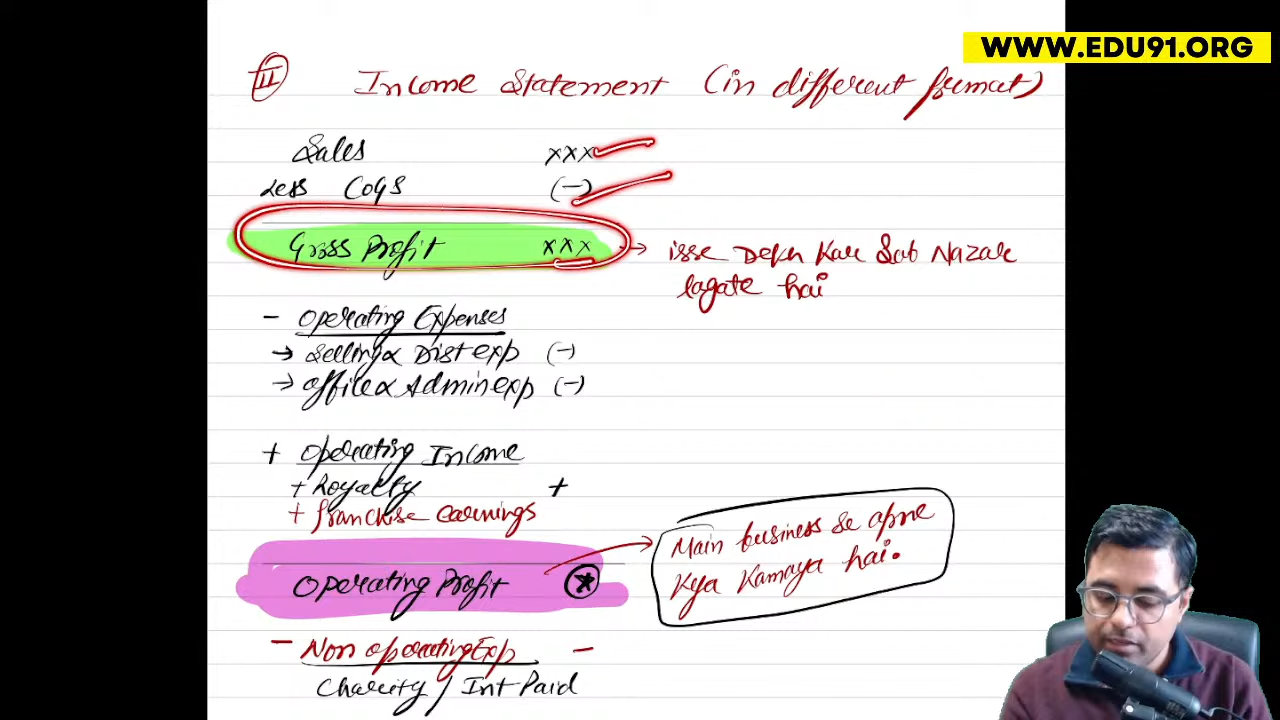 WWW.EDU91.ORG
II Income Statement (in different format)
Sales xxx
Less COGS (-)
Gross Profit xxx → isse Dekh Kar Sab Nazar
lagate hai
- Operating Expenses
→ Selling & Dist exp (-)
→ office & Admin exp (-)
+ Operating Income
+ Royalty +
+ franchise earnings
Operating Profit
Main business se apne
Kya Kamaya hai.
- Non operating Exp -
Charity / Int Paid